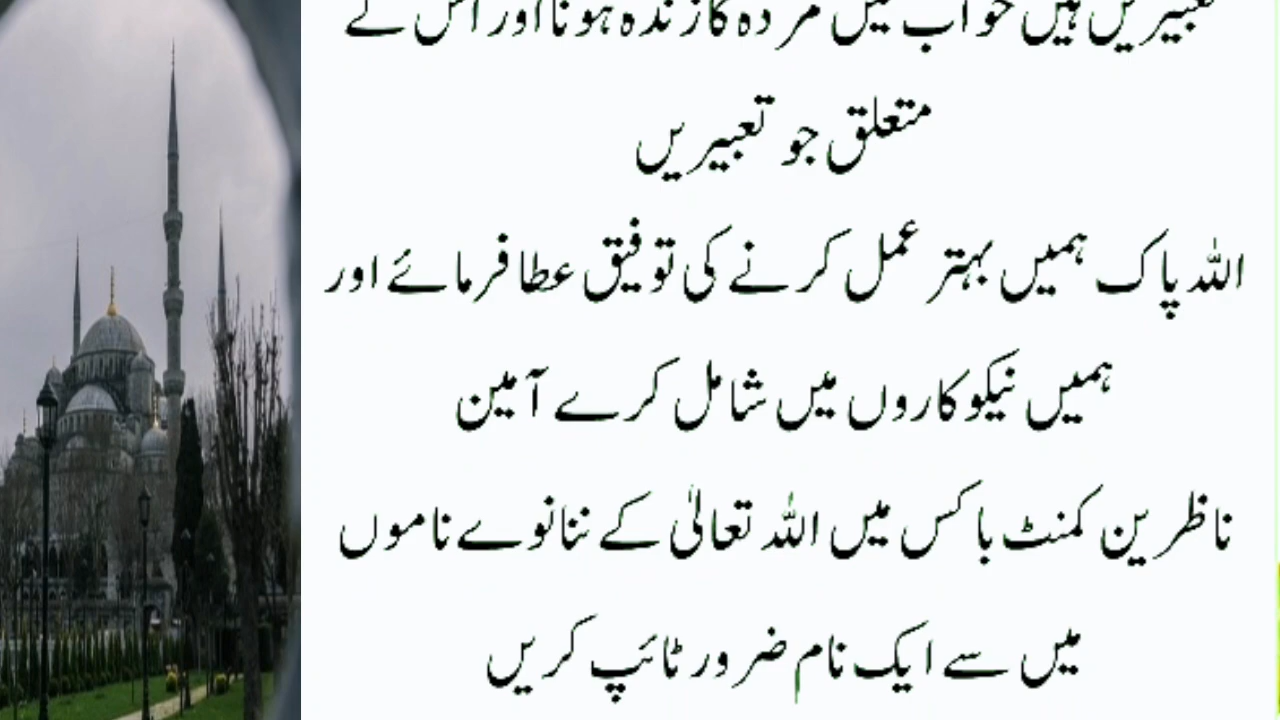 تعبیریں ہیں خواب میں مردہ کا زندہ ہونا اور اس کے
متعلق جو تعبیریں
اللہ پاک ہمیں بہتر عمل کرنے کی توفیق عطا فرمائے اور
ہمیں نیکوکاروں میں شامل کرے آمین
ناظرین کمنٹ باکس میں اللہ تعالیٰ کے ننانوے ناموں
میں سے ایک نام ضرور ٹائپ کریں